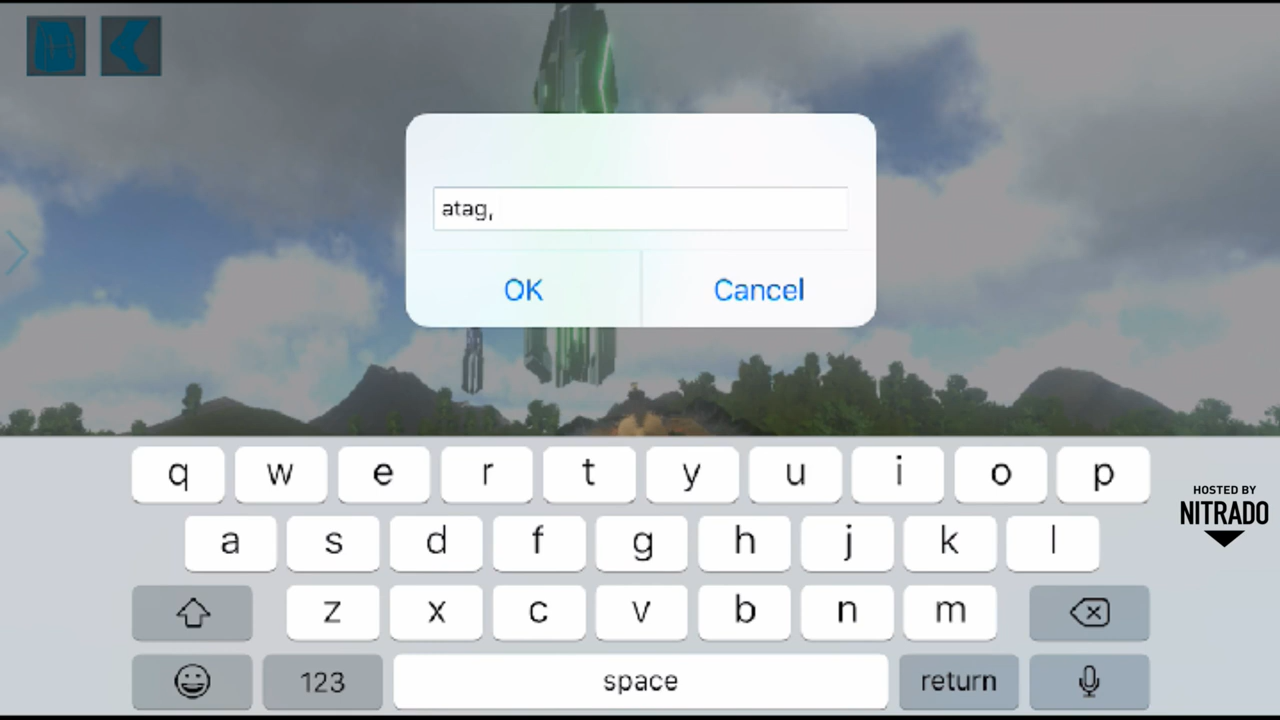 atag,
OK Cancel
q w e r t y u i o p
HOSTED BY
NITRADO
a s d f g h j k l
z x c v b n m
123 space return